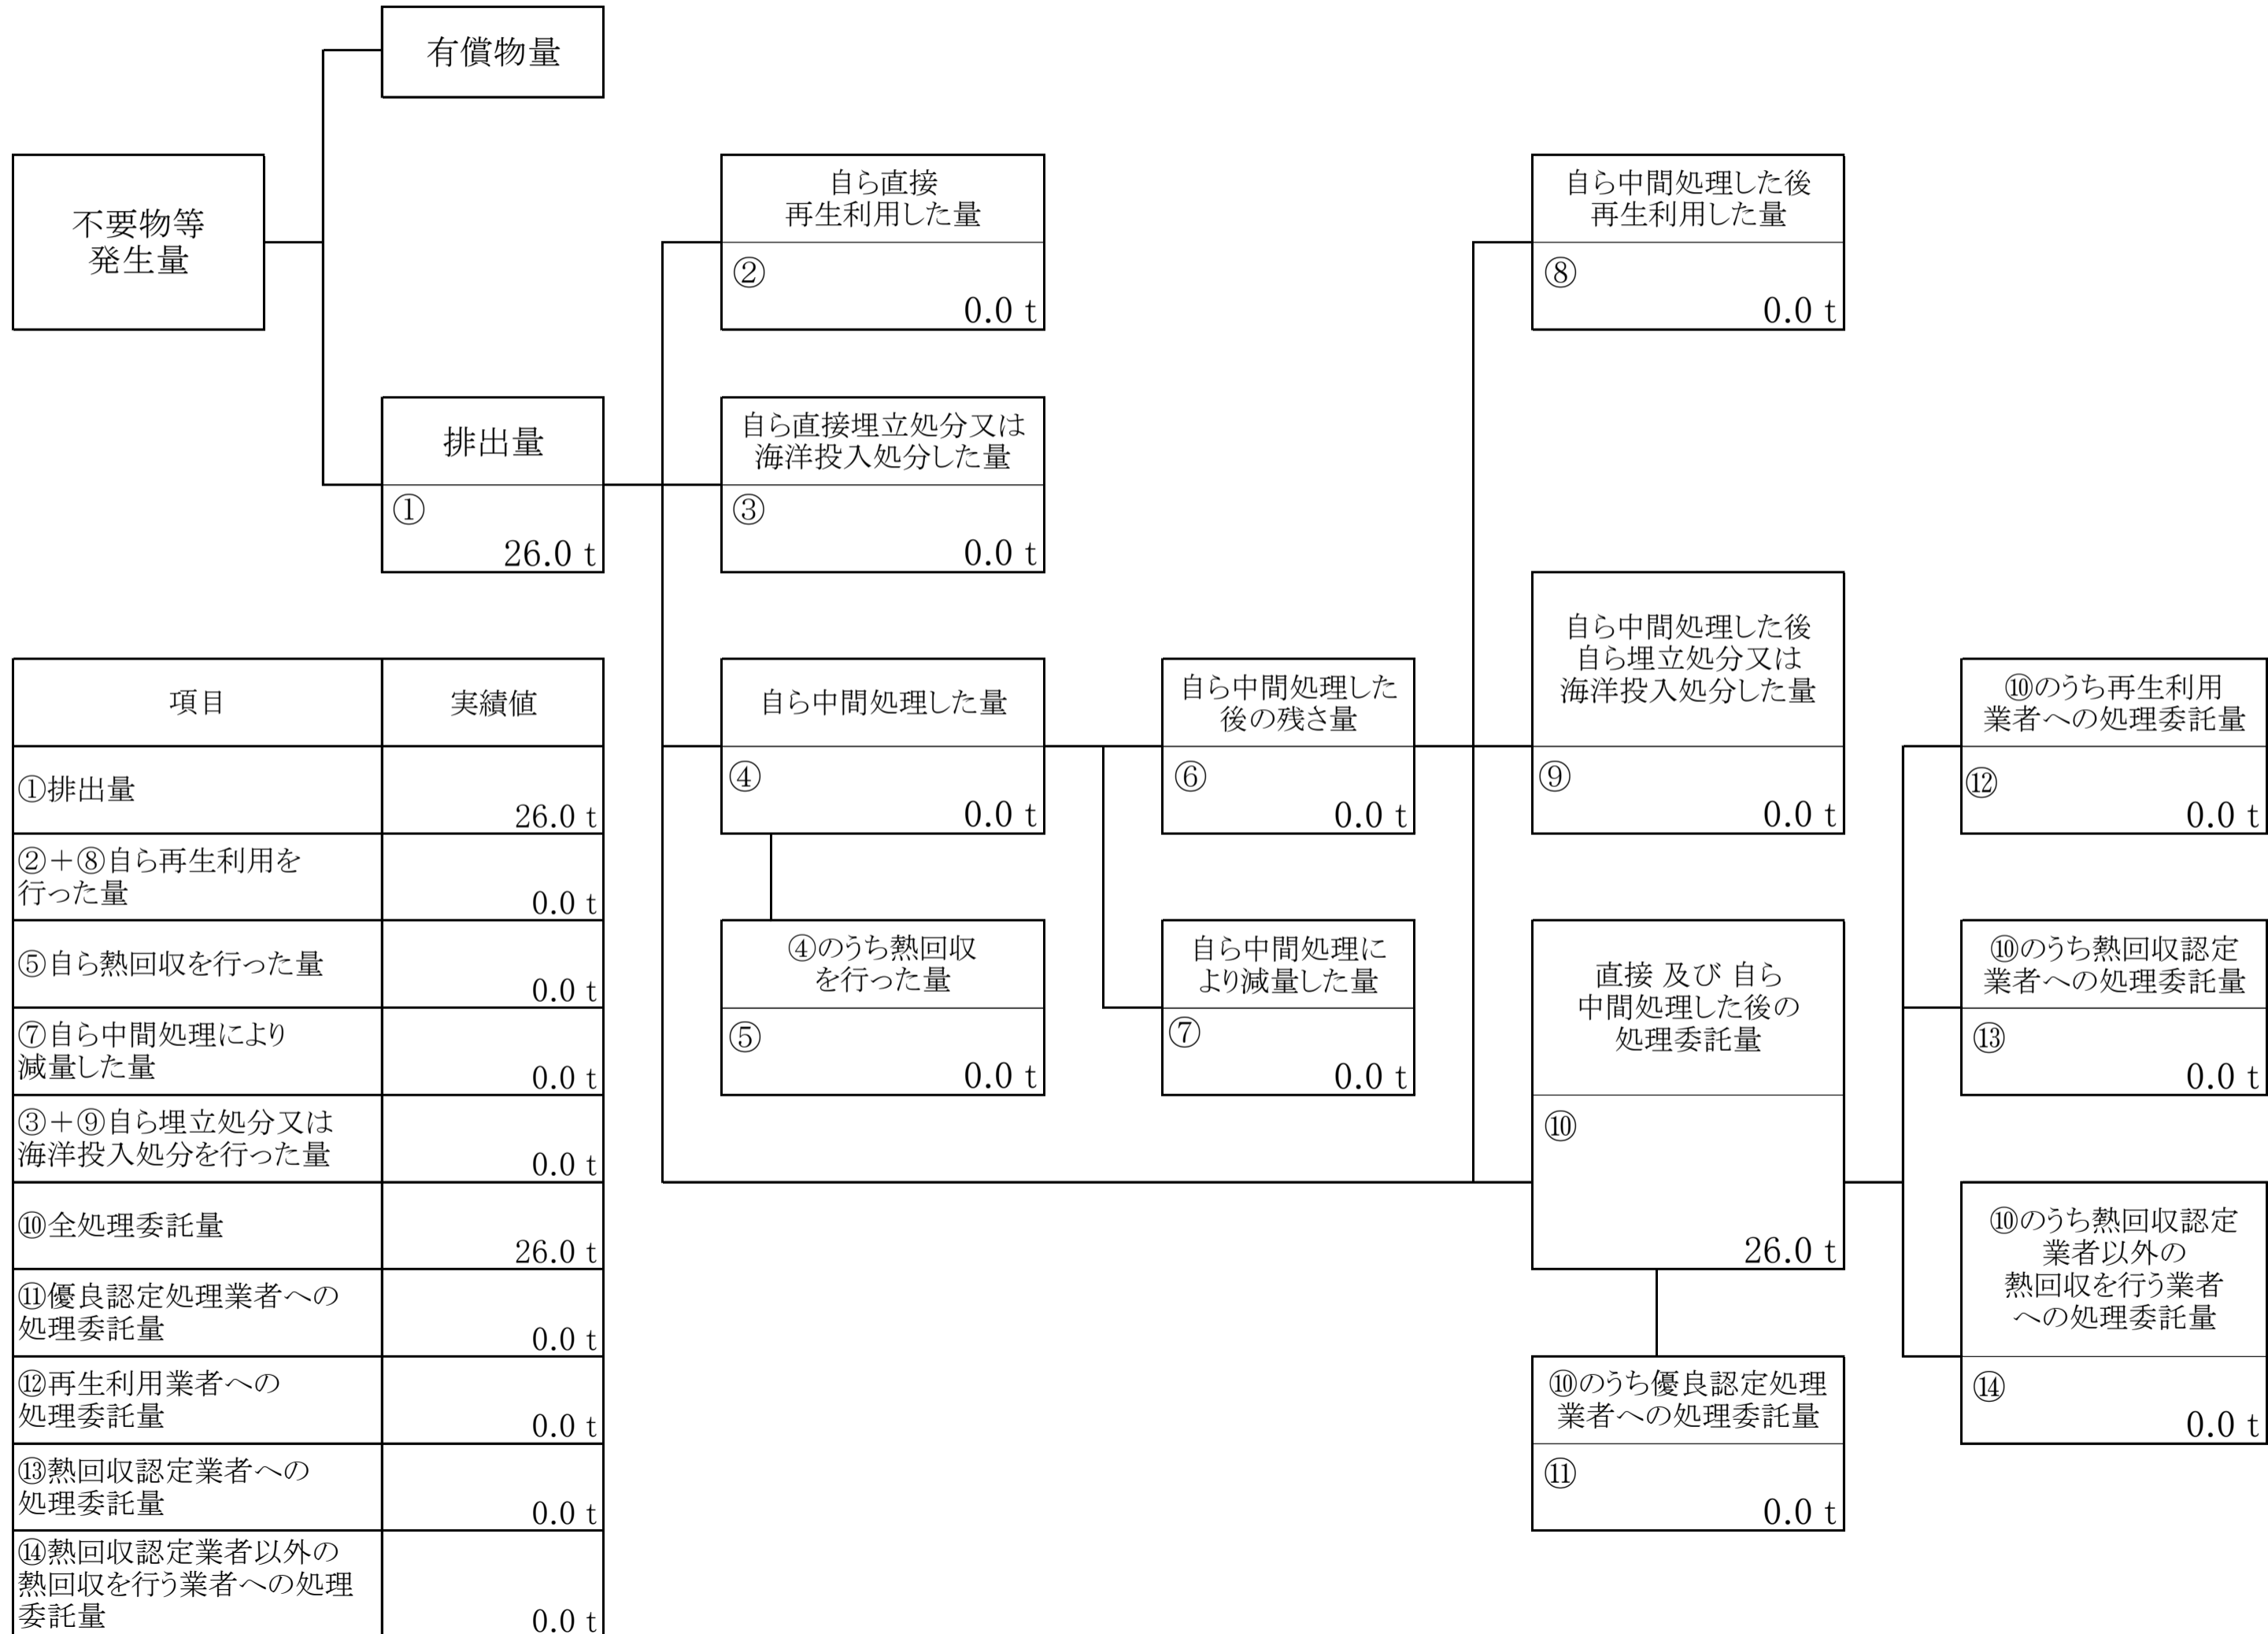 有償物量
不要物等
発生量
自ら直接
再生利用した量
②
0.0 t
自ら中間処理した後
再生利用した量
⑧
0.0 t
排出量
①
26.0 t
自ら直接埋立処分又は
海洋投入処分した量
③
0.0 t
自ら中間処理した量
④
0.0 t
自ら中間処理した
後の残さ量
⑥
0.0 t
自ら中間処理した後
自ら埋立処分又は
海洋投入処分した量
⑨
0.0 t
⑩のうち再生利用
業者への処理委託量
⑫
0.0 t
④のうち熱回収
を行った量
⑤
0.0 t
自ら中間処理に
より減量した量
⑦
0.0 t
直接 及び 自ら
中間処理した後の
処理委託量
⑩
26.0 t
⑩のうち熱回収認定
業者への処理委託量
⑬
0.0 t
⑩のうち熱回収認定
業者以外の
熱回収を行う業者
への処理委託量
⑭
0.0 t
⑩のうち優良認定処理
業者への処理委託量
⑪
0.0 t
項目 実績値
①排出量
26.0 t
②＋⑧自ら再生利用を
行った量
0.0 t
⑤自ら熱回収を行った量
0.0 t
⑦自ら中間処理により
減量した量
0.0 t
③＋⑨自ら埋立処分又は
海洋投入処分を行った量
0.0 t
⑩全処理委託量
26.0 t
⑪優良認定処理業者への
処理委託量
0.0 t
⑫再生利用業者への
処理委託量
0.0 t
⑬熱回収認定業者への
処理委託量
0.0 t
⑭熱回収認定業者以外の
熱回収を行う業者への処理
委託量
0.0 t